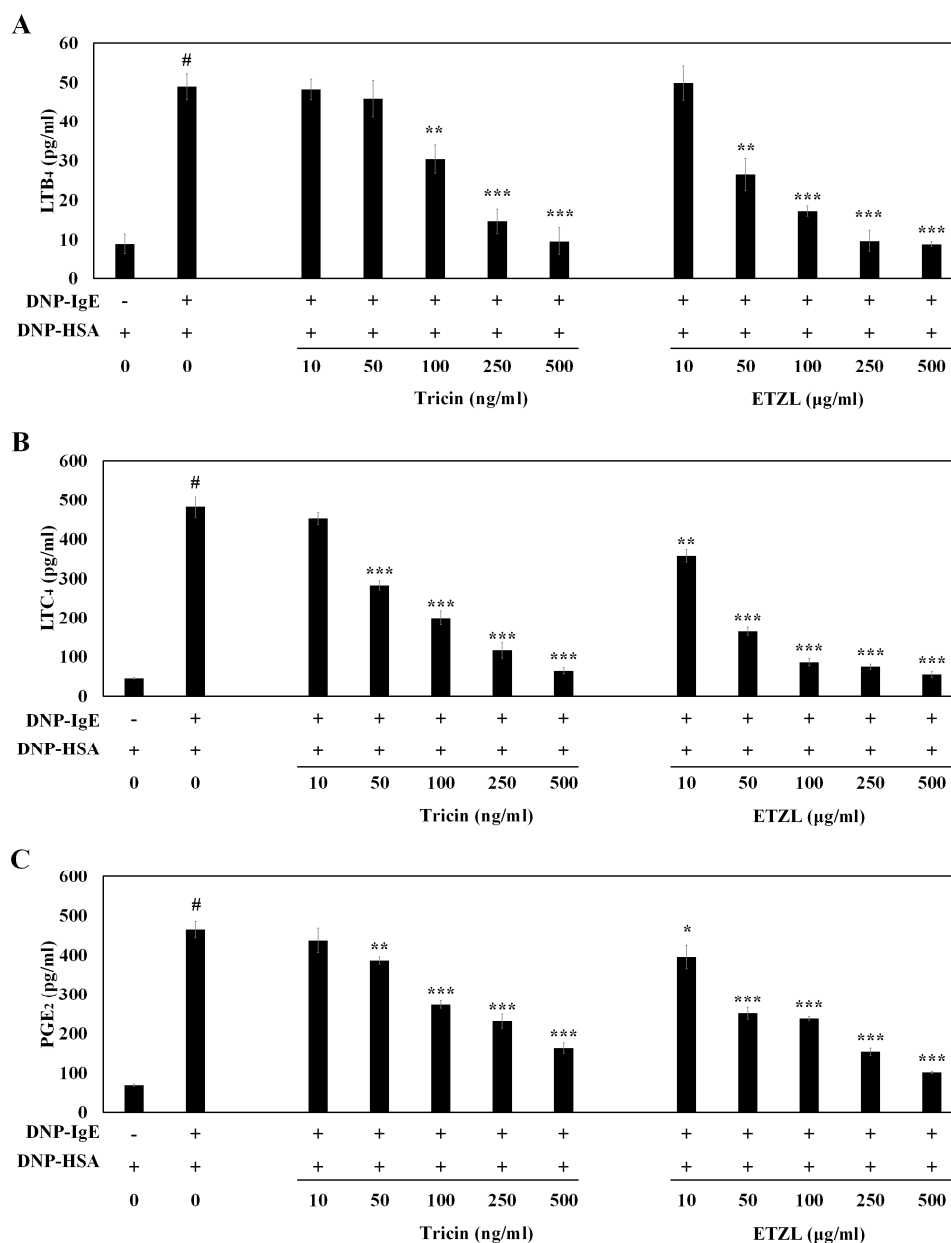 A
60
#
50
**
**
40
***
30
***
***
***
***
20
10
0
LTB4 (pg/ml)
DNP-IgE - + + + + + + + + + + +
DNP-HSA + + + + + + + + + + + +
0 0 10 50 100 250 500 10 50 100 250 500
Tricin (ng/ml) ETZL (µg/ml)
B
600
#
500
**
400
***
300
***
***
200
***
***
***
***
***
100
0
LTC4 (pg/ml)
DNP-IgE - + + + + + + + + + + +
DNP-HSA + + + + + + + + + + + +
0 0 10 50 100 250 500 10 50 100 250 500
Tricin (ng/ml) ETZL (µg/ml)
C
600
#
500
*
**
400
***
***
***
***
300
***
***
200
***
100
0
PGE2 (pg/ml)
DNP-IgE - + + + + + + + + + + +
DNP-HSA + + + + + + + + + + + +
0 0 10 50 100 250 500 10 50 100 250 500
Tricin (ng/ml) ETZL (µg/ml)